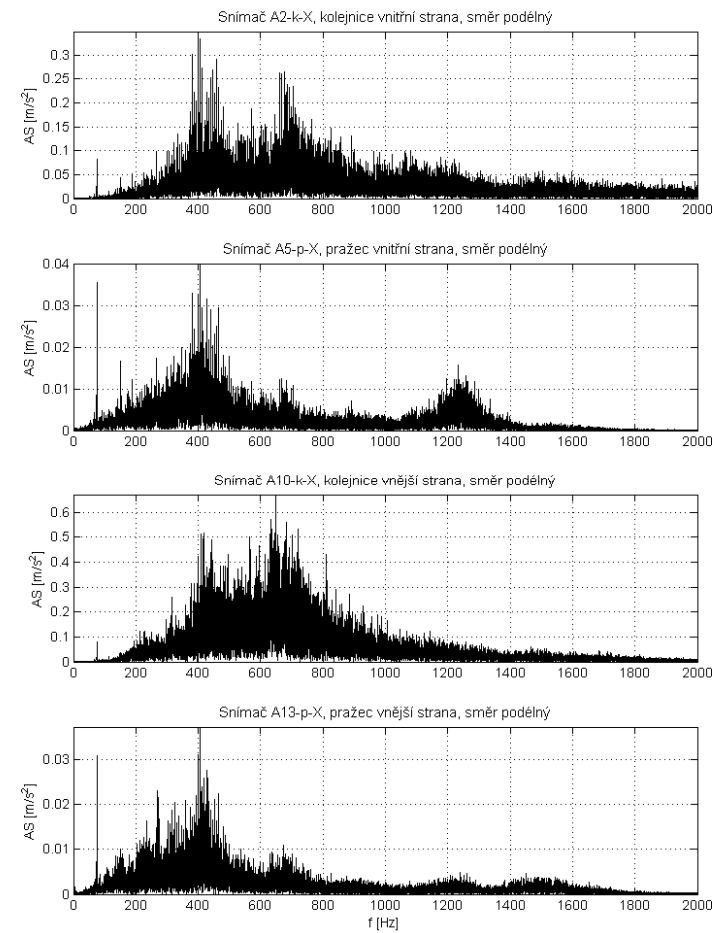 Snímač A2-k-X, kolejnice vnitřní strana, směr podélný
AS [m/s²]
0.3
0.25
0.2
0.15
0.1
0.05
0
0 200 400 600 800 1000 1200 1400 1600 1800 2000
Snímač A5-p-X, pražec vnitřní strana, směr podélný
AS [m/s²]
0.04
0.03
0.02
0.01
0
0 200 400 600 800 1000 1200 1400 1600 1800 2000
Snímač A10-k-X, kolejnice vnější strana, směr podélný
AS [m/s²]
0.6
0.5
0.4
0.3
0.2
0.1
0
0 200 400 600 800 1000 1200 1400 1600 1800 2000
Snímač A13-p-X, pražec vnější strana, směr podélný
AS [m/s²]
0.03
0.02
0.01
0
0 200 400 600 800 1000 1200 1400 1600 1800 2000
f [Hz]